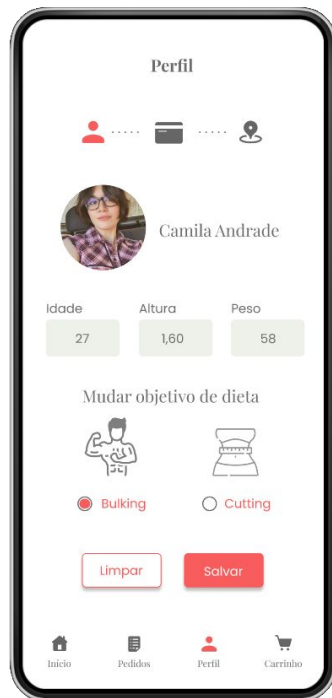 Perfil
Camila Andrade
Idade Altura Peso
27 1,60 58
Mudar objetivo de dieta
Bulking Cutting
Limpar Salvar
Início Pedidos Perfil Carrinho